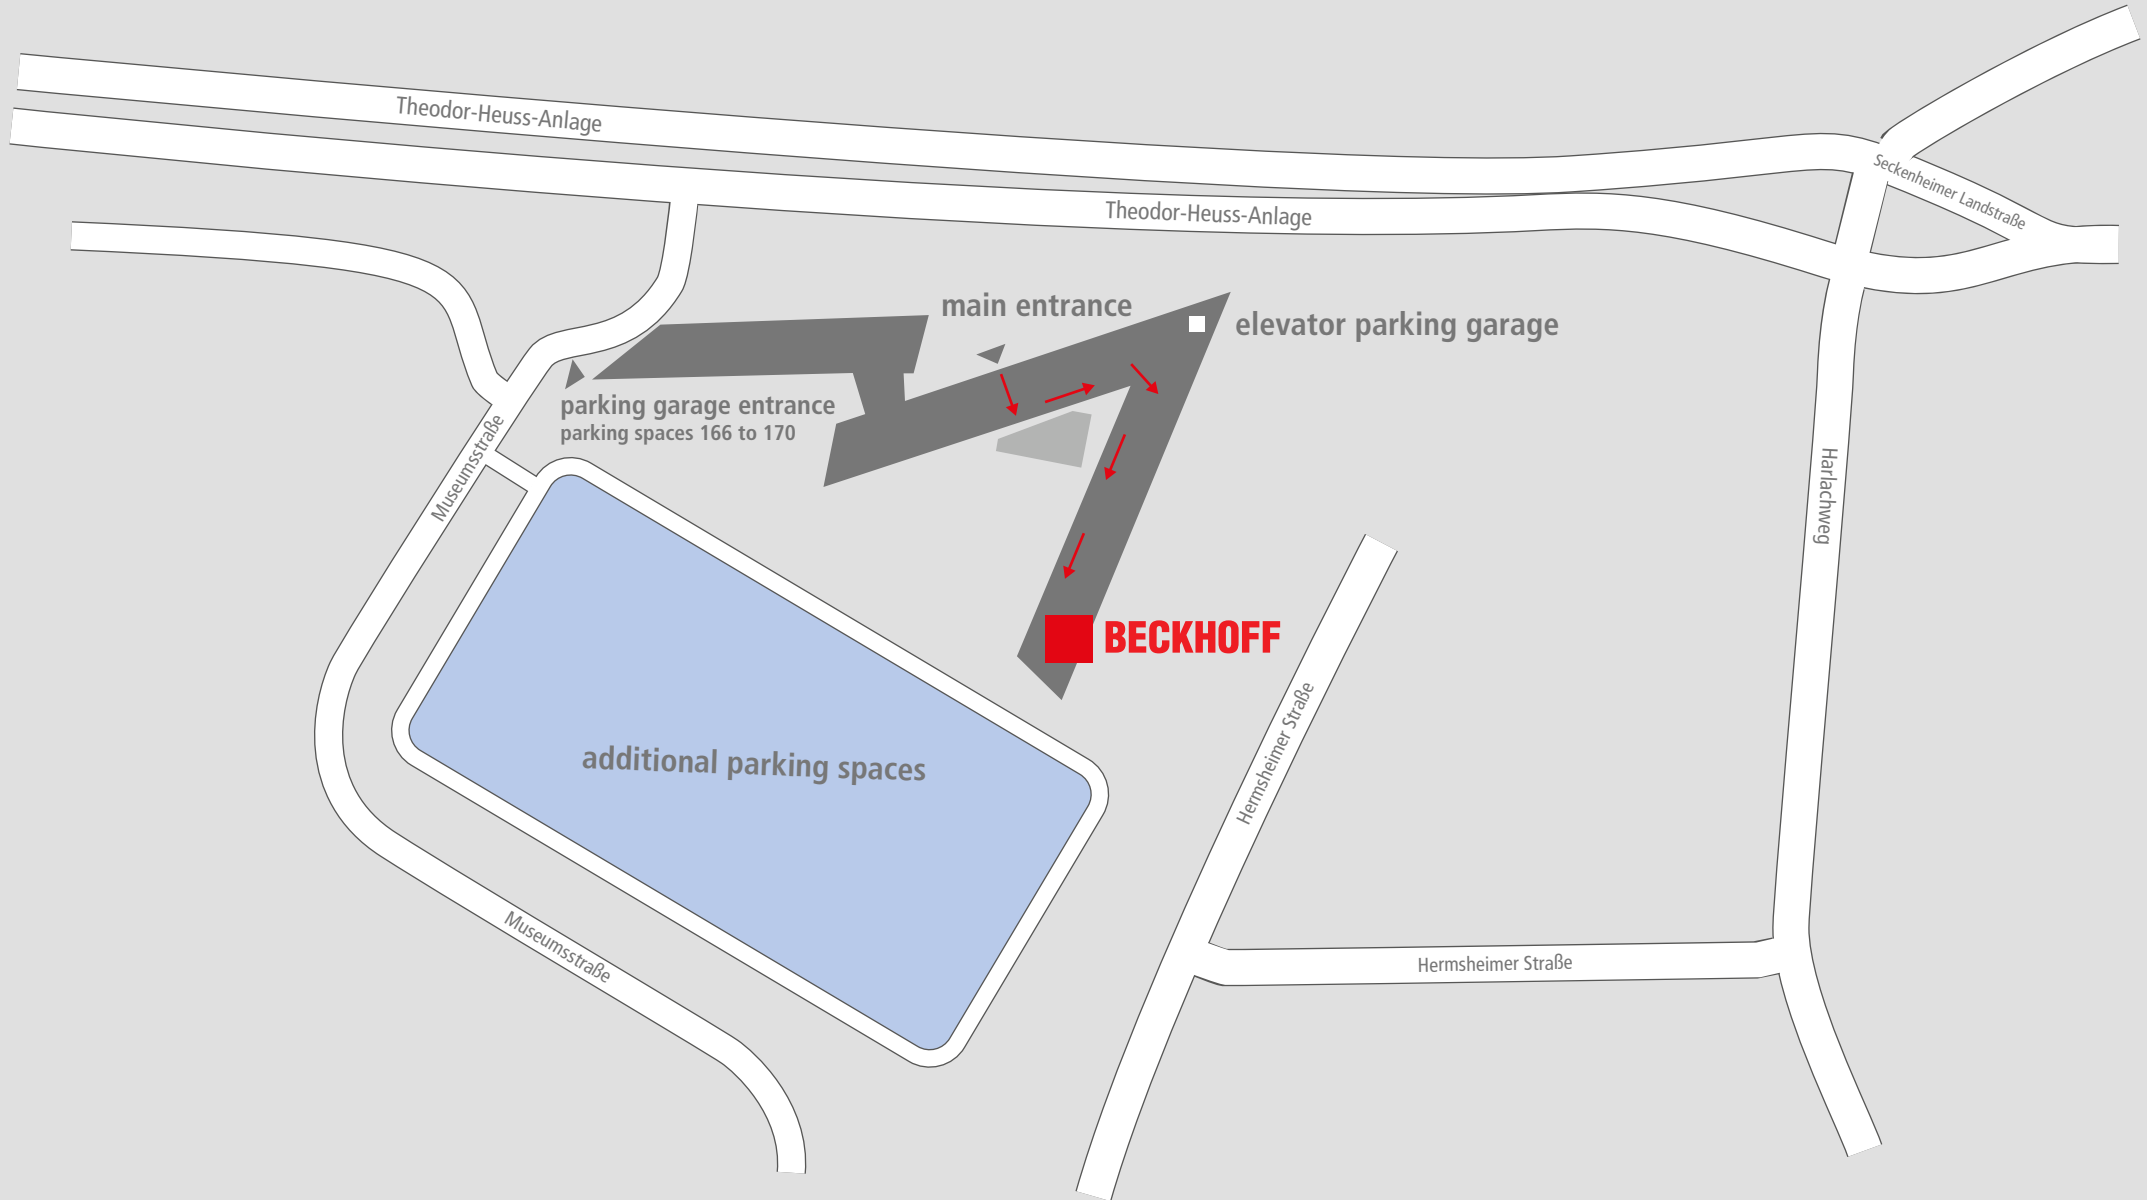 Theodor-Heuss-Anlage
Seckenheimer Landstraße
Theodor-Heuss-Anlage
main entrance
elevator parking garage
parking garage entrance
parking spaces 166 to 170
Museumsstraße
Harlachweg
BECKHOFF
Hermsheimer Straße
additional parking spaces
Museumsstraße
Hermsheimer Straße